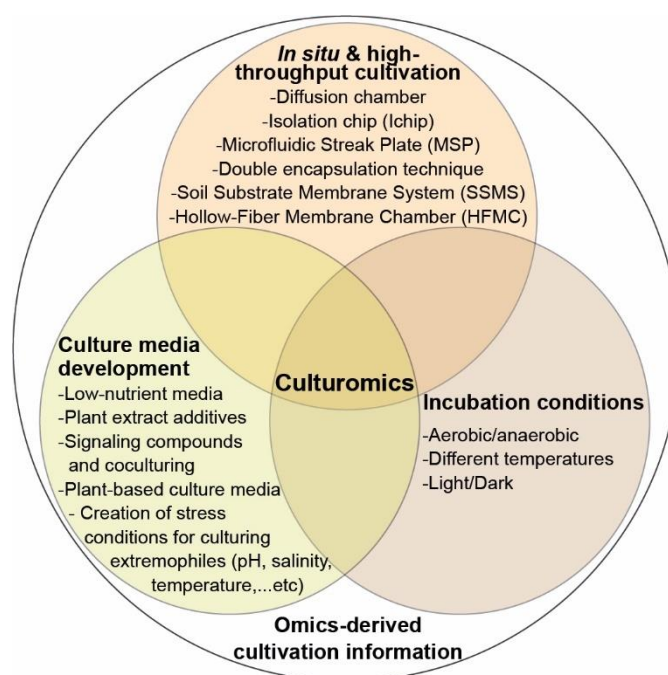 In situ & high-
throughput cultivation
-Diffusion chamber
-Isolation chip (Ichip)
-Microfluidic Streak Plate (MSP)
-Double encapsulation technique
-Soil Substrate Membrane System (SSMS)
-Hollow-Fiber Membrane Chamber (HFMC)
Culture media
development
-Low-nutrient media
-Plant extract additives
-Signaling compounds
and coculturing
-Plant-based culture media
- Creation of stress
conditions for culturing
extremophiles (pH, salinity,
temperature,...etc)
Culturomics
Incubation conditions
-Aerobic/anaerobic
-Different temperatures
-Light/Dark
Omics-derived
cultivation information